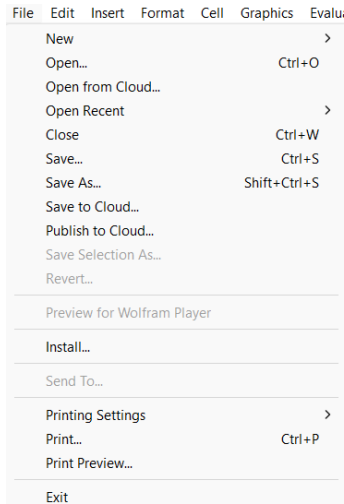 File Edit Insert Format Cell Graphics
New >
Open... Ctrl+O
Open from Cloud...
Open Recent >
Close Ctrl+W
Save... Ctrl+S
Save As... Shift+Ctrl+S
Save to Cloud...
Publish to Cloud...
Save Selection As...
Revert...
Preview for Wolfram Player
Install...
Send To...
Printing Settings >
Print... Ctrl+P
Print Preview...
Exit